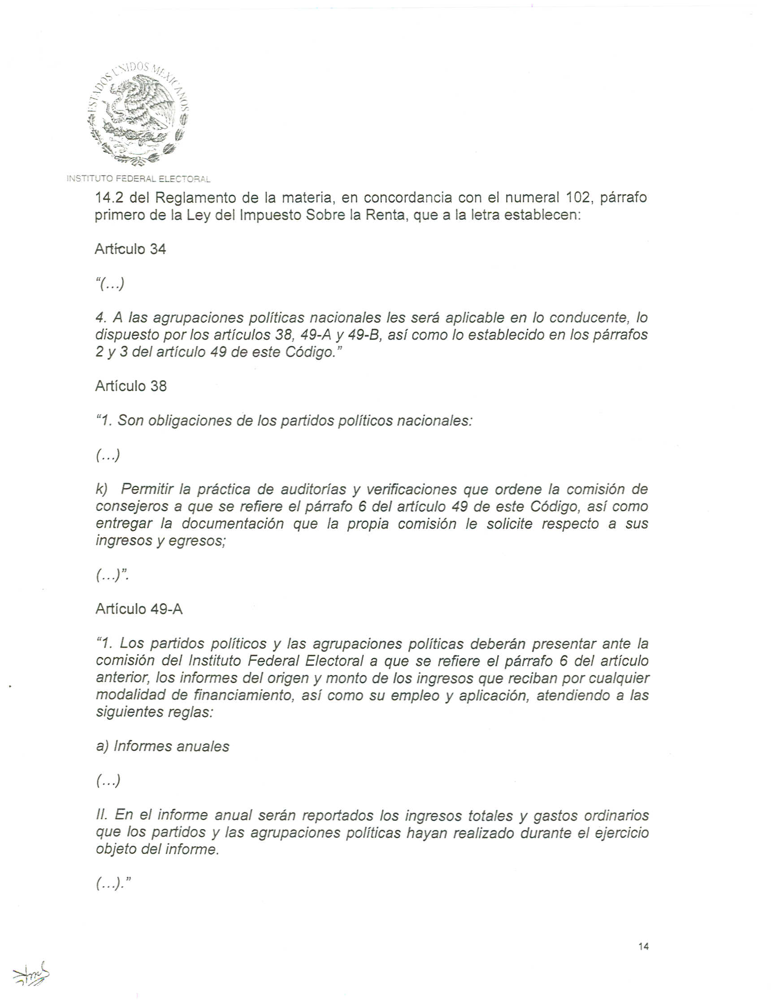 ESTADOS UNIDOS MEXICANOS
INSTITUTO FEDERAL ELECTORAL
14.2 del Reglamento de la materia, en concordancia con el numeral 102, párrafo
primero de la Ley del Impuesto Sobre la Renta, que a la letra establecen:
Artículo 34
“(...)
4. A las agrupaciones políticas nacionales les será aplicable en lo conducente, lo
dispuesto por los artículos 38, 49-A y 49-B, así como lo establecido en los párrafos
2 y 3 del artículo 49 de este Código.”
Artículo 38
“1. Son obligaciones de los partidos políticos nacionales:
(...)
k) Permitir la práctica de auditorías y verificaciones que ordene la comisión de
consejeros a que se refiere el párrafo 6 del artículo 49 de este Código, así como
entregar la documentación que la propia comisión le solicite respecto a sus
ingresos y egresos;
(...)”.
Artículo 49-A
“1. Los partidos políticos y las agrupaciones políticas deberán presentar ante la
comisión del Instituto Federal Electoral a que se refiere el párrafo 6 del artículo
anterior, los informes del origen y monto de los ingresos que reciban por cualquier
modalidad de financiamiento, así como su empleo y aplicación, atendiendo a las
siguientes reglas:
a) Informes anuales
(...)
II. En el informe anual serán reportados los ingresos totales y gastos ordinarios
que los partidos y las agrupaciones políticas hayan realizado durante el ejercicio
objeto del informe.
(...).”
14